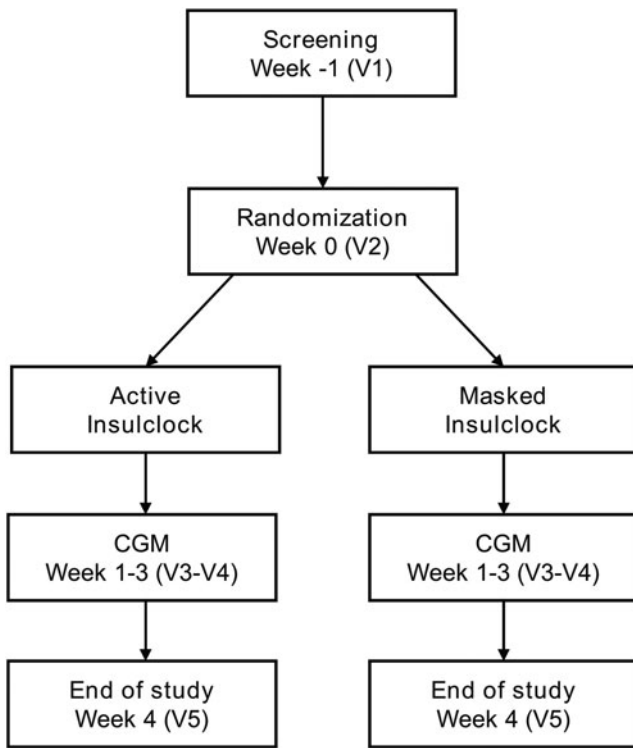 Screening
Week -1 (V1)
Randomization
Week 0 (V2)
Active
Insulclock
Masked
Insulclock
CGM
Week 1-3 (V3-V4)
CGM
Week 1-3 (V3-V4)
End of study
Week 4 (V5)
End of study
Week 4 (V5)